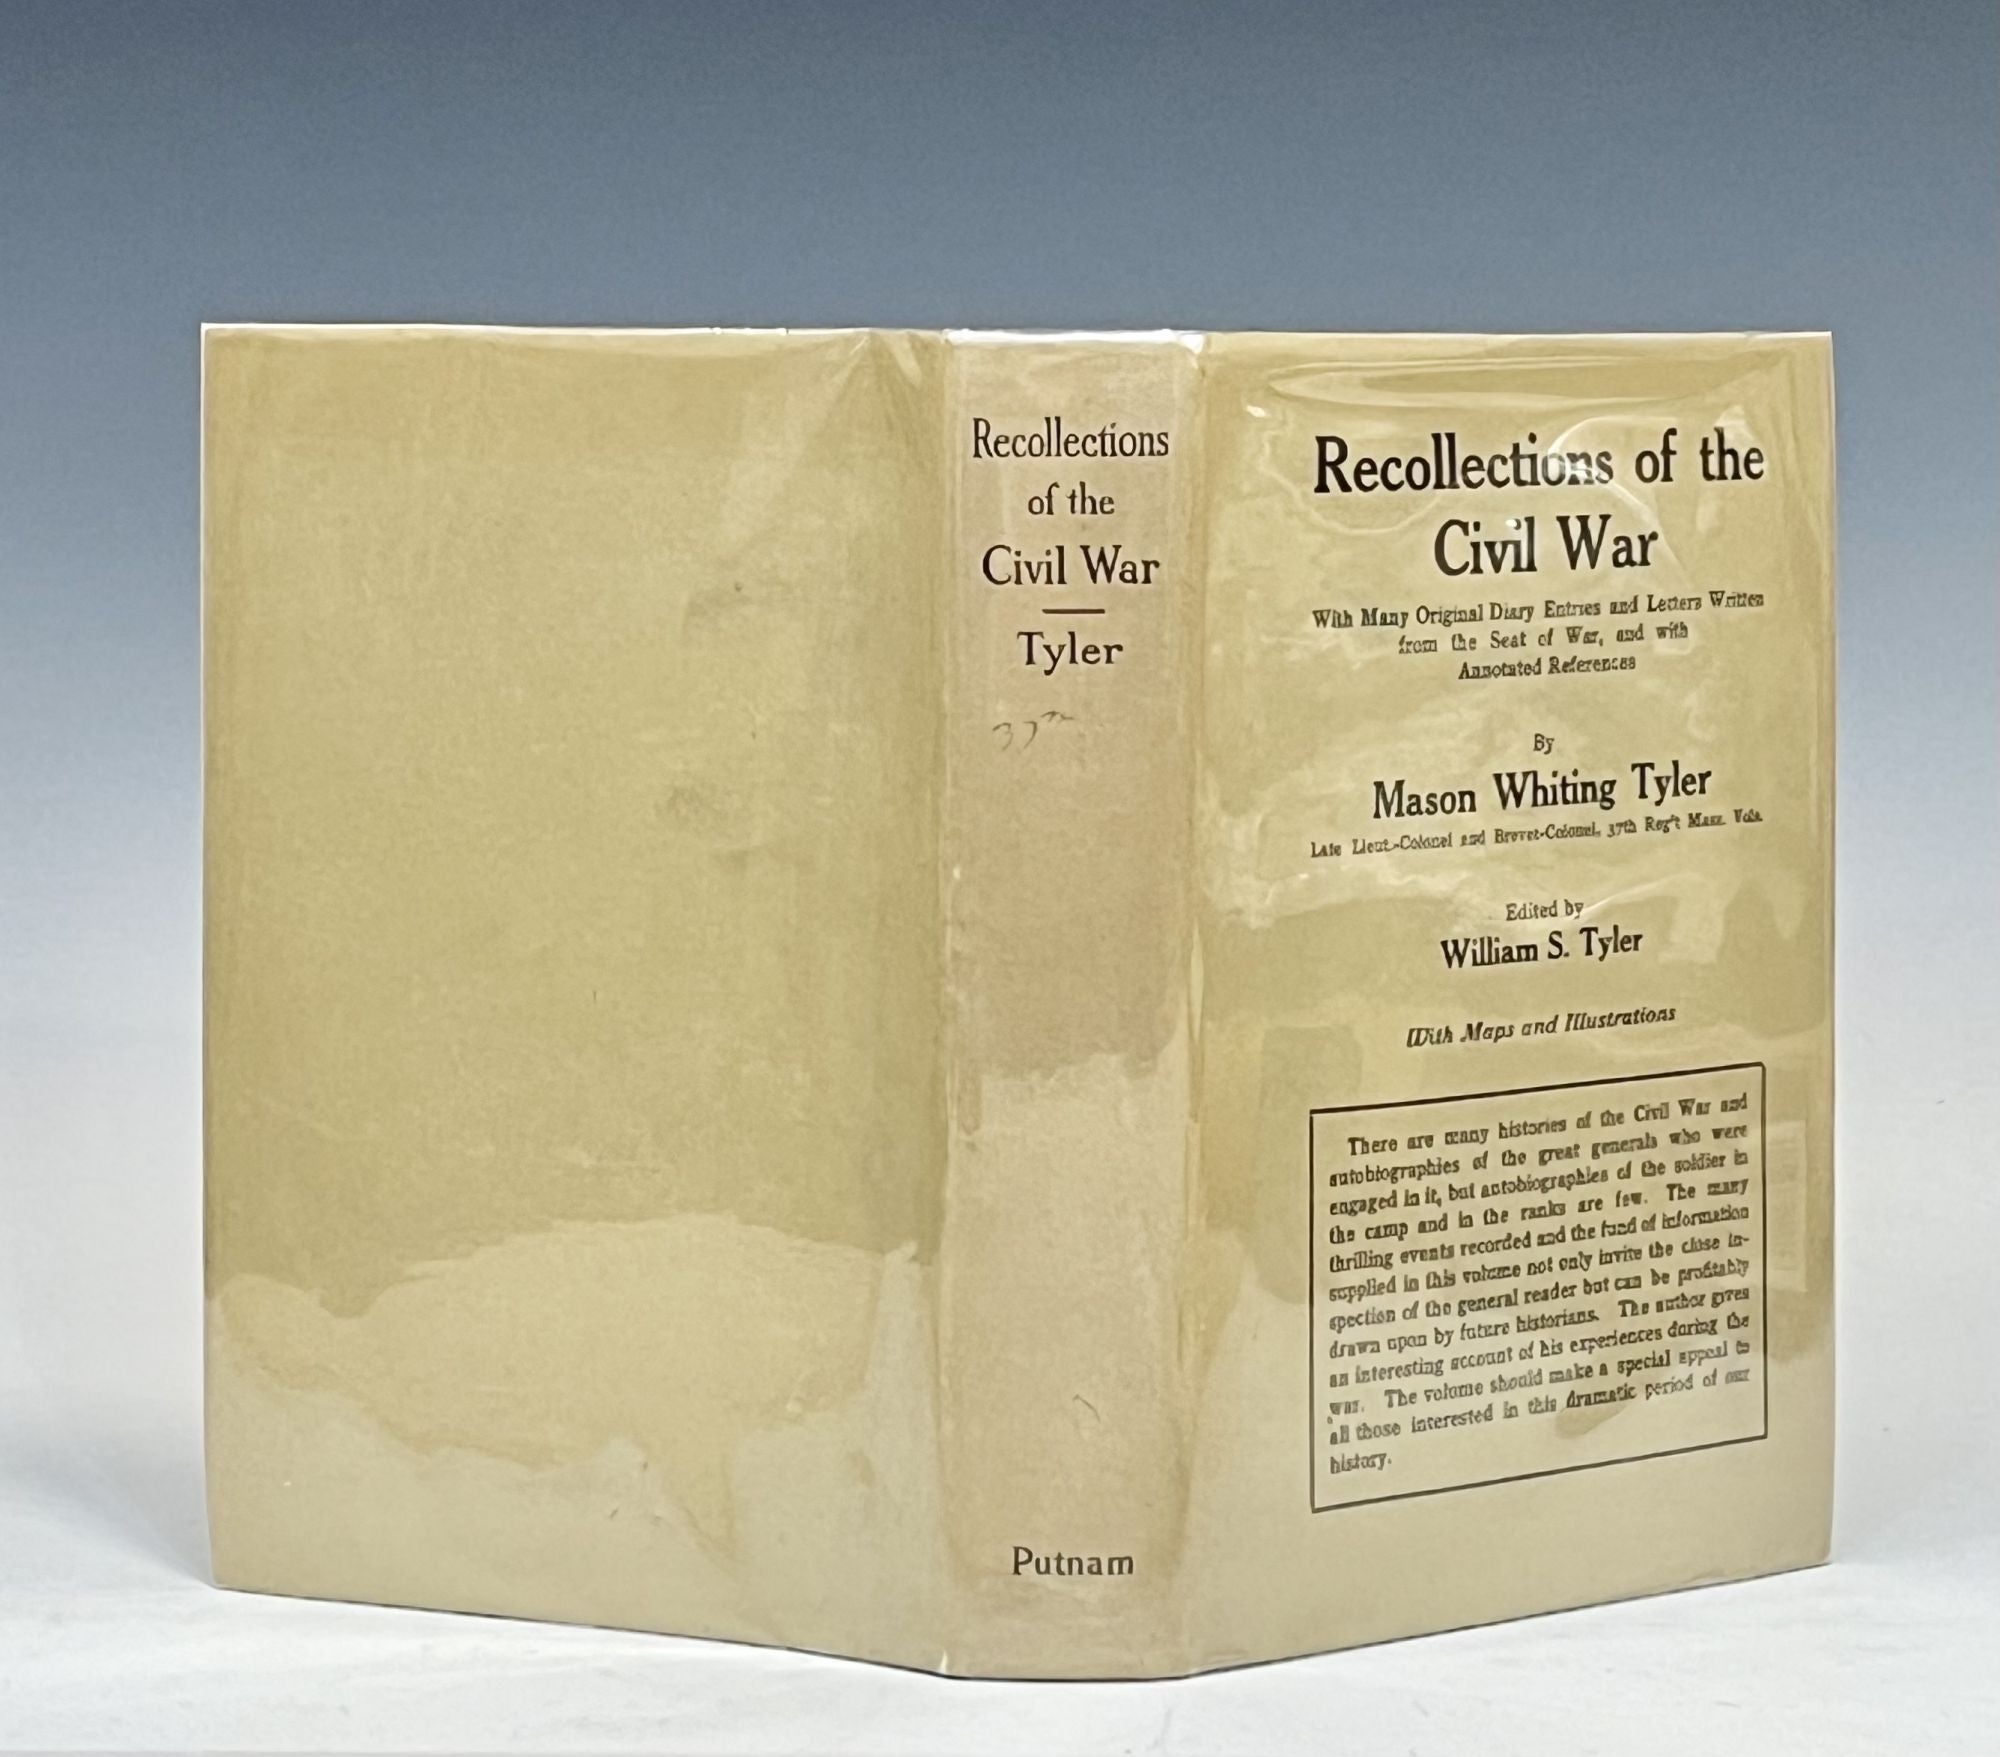 Recollections
of the
Civil War
Tyler
37th
Putnam
Recollections of the
Civil War
With Many Original Diary Entries and Letters Written
from the Seat of War, and with
Annotated References
By
Mason Whiting Tyler
Late Lieut.-Colonel and Brevet-Colonel, 37th Reg't Mass. Vols.
Edited by
William S. Tyler
With Maps and Illustrations
There are many histories of the Civil War and
autobiographies of the great generals who were
engaged in it, but autobiographies of the soldier in
the camp and in the ranks are few. The many
thrilling events recorded and the fund of information
supplied in this volume not only invite the close in-
spection of the general reader but can be profitably
drawn upon by future historians. The author gives
an interesting account of his experiences during the
war. The volume should make a special appeal to
all those interested in this dramatic period of our
history.